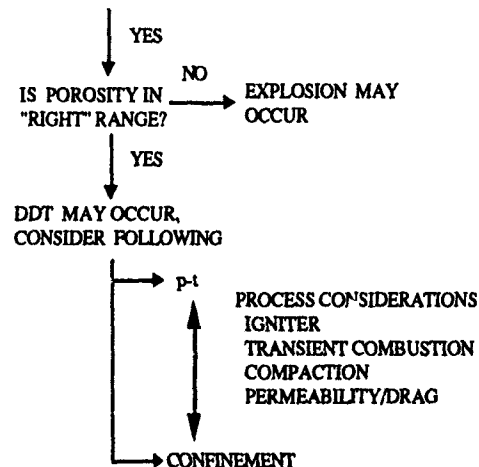 YES
NO
IS POROSITY IN
"RIGHT" RANGE?
EXPLOSION MAY
OCCUR
YES
DDT MAY OCCUR,
CONSIDER FOLLOWING
p-t
PROCESS CONSIDERATIONS
IGNITER
TRANSIENT COMBUSTION
COMPACTION
PERMEABILITY/DRAG
CONFINEMENT